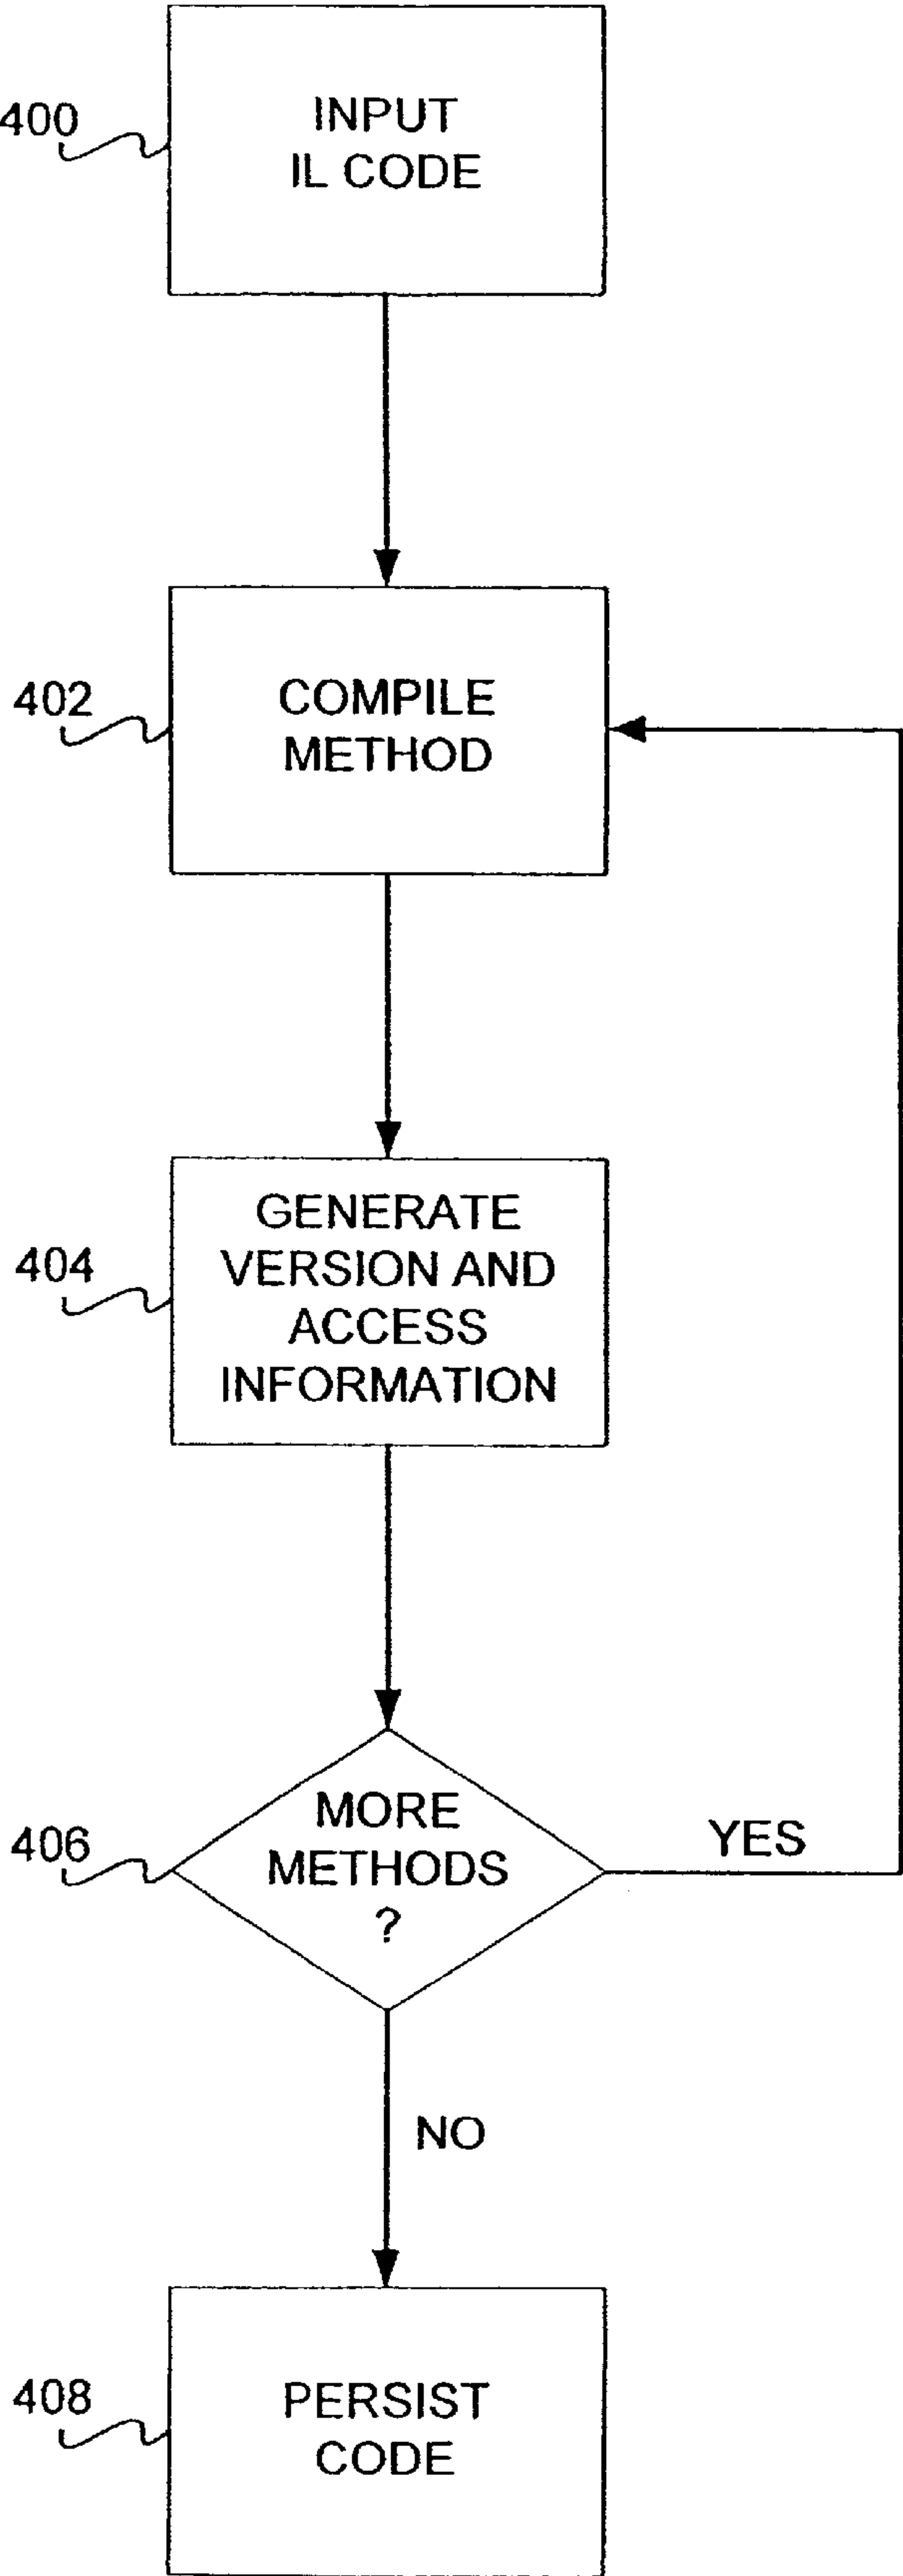 400
INPUT
IL CODE
402
COMPILE
METHOD
404
GENERATE
VERSION AND
ACCESS
INFORMATION
406
MORE
METHODS
?
YES
NO
408
PERSIST
CODE